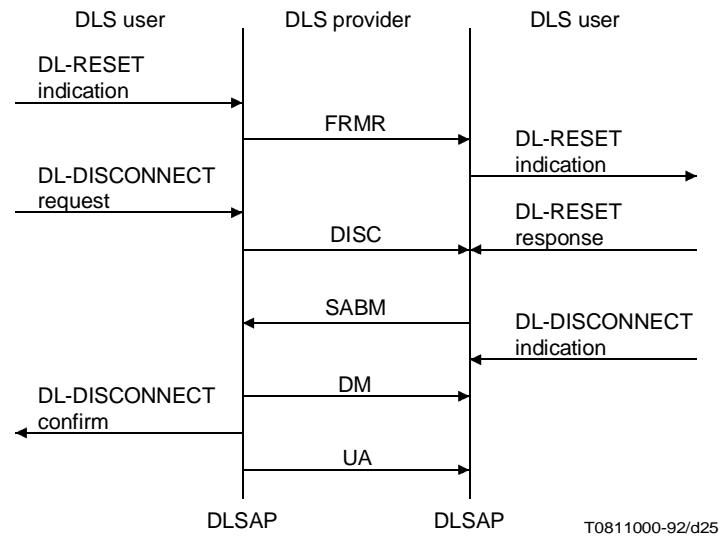 DLS user DLS provider DLS user
DL-RESET
indication
FRMR
DL-RESET
indication
DL-DISCONNECT
request
DL-RESET
response
DISC
SABM
DL-DISCONNECT
indication
DM
DL-DISCONNECT
confirm
UA
DLSAP DLSAP
T0811000-92/d25